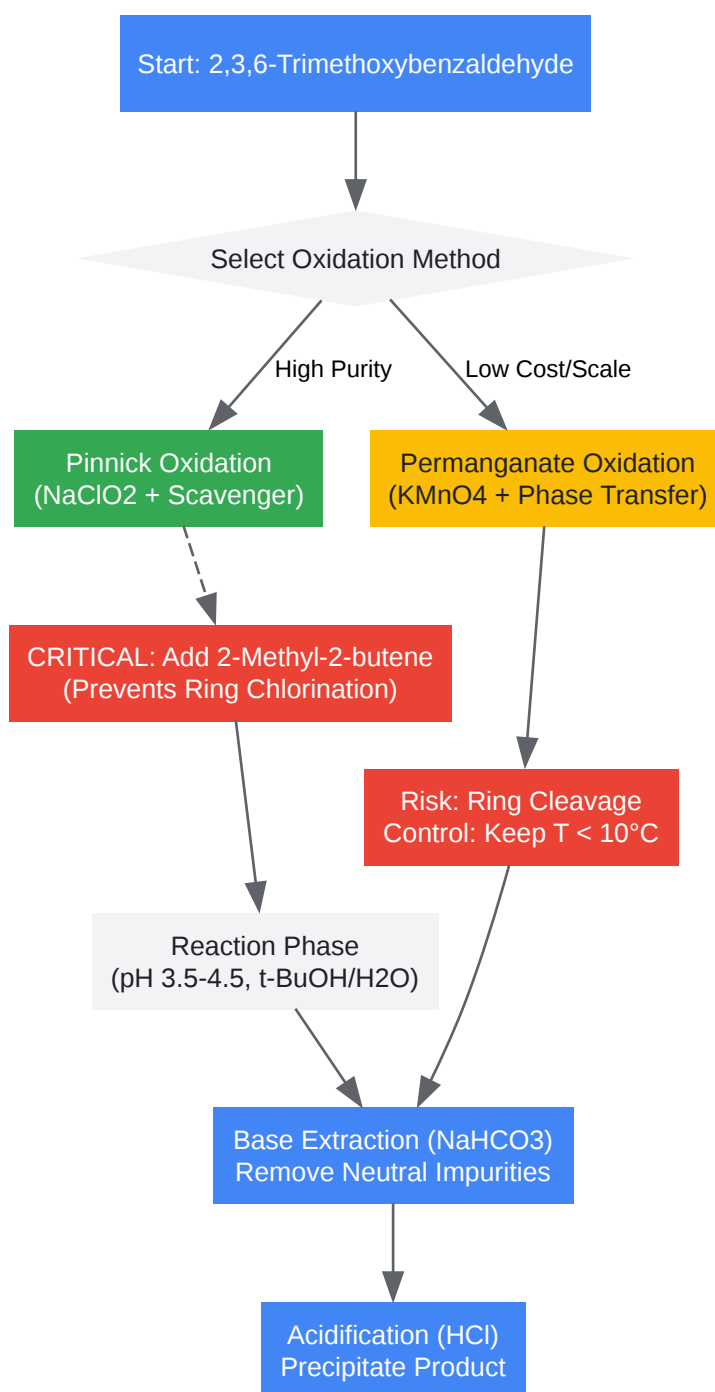 Start: 2,3,6-Trimethoxybenzaldehyde
Select Oxidation Method
High Purity
Low Cost/Scale
Pinnick Oxidation
(NaClO2 + Scavenger)
Permanganate Oxidation
(KMnO4 + Phase Transfer)
CRITICAL: Add 2-Methyl-2-butene
(Prevents Ring Chlorination)
Risk: Ring Cleavage
Control: Keep T < 10°C
Reaction Phase
(pH 3.5-4.5, t-BuOH/H2O)
Base Extraction (NaHCO3)
Remove Neutral Impurities
Acidification (HCl)
Precipitate Product